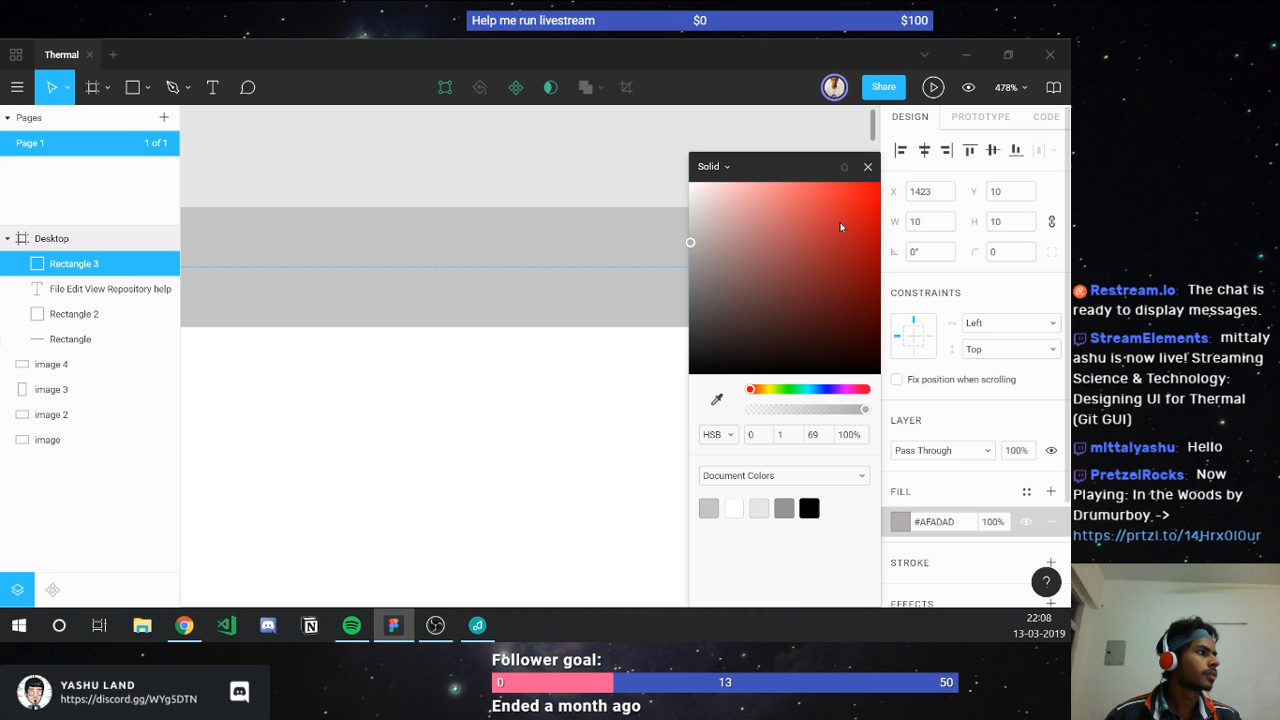 Help me run livestream $0 $100
Thermal
478%
Share
Pages
Page 1 1 of 1
Desktop
Rectangle 3
File Edit View Repository help
Rectangle 2
Rectangle
image 4
image 3
image 2
image
Solid
HSB 0 1 69 100%
Document Colors
DESIGN PROTOTYPE CODE
X 1423 Y 10
W 10 H 10
0° 0
CONSTRAINTS
Left
Top
Fix position when scrolling
LAYER
Pass Through 100%
FILL
#AFADAD 100%
STROKE
EFFECTS
?
22:08
13-03-2019
Restream.io: The chat is
ready to display messages.
StreamElements: mittaly
ashu is now live! Streaming
Science & Technology:
Designing UI for Thermal
(Git GUI)
mittalyashu: Hello
PretzelRocks: Now
Playing: In the Woods by
Drumurboy ->
https://prtzl.to/14Hrx0l0ur
YASHU LAND
https://discord.gg/WYg5DTN
Follower goal:
0 13 50
Ended a month ago